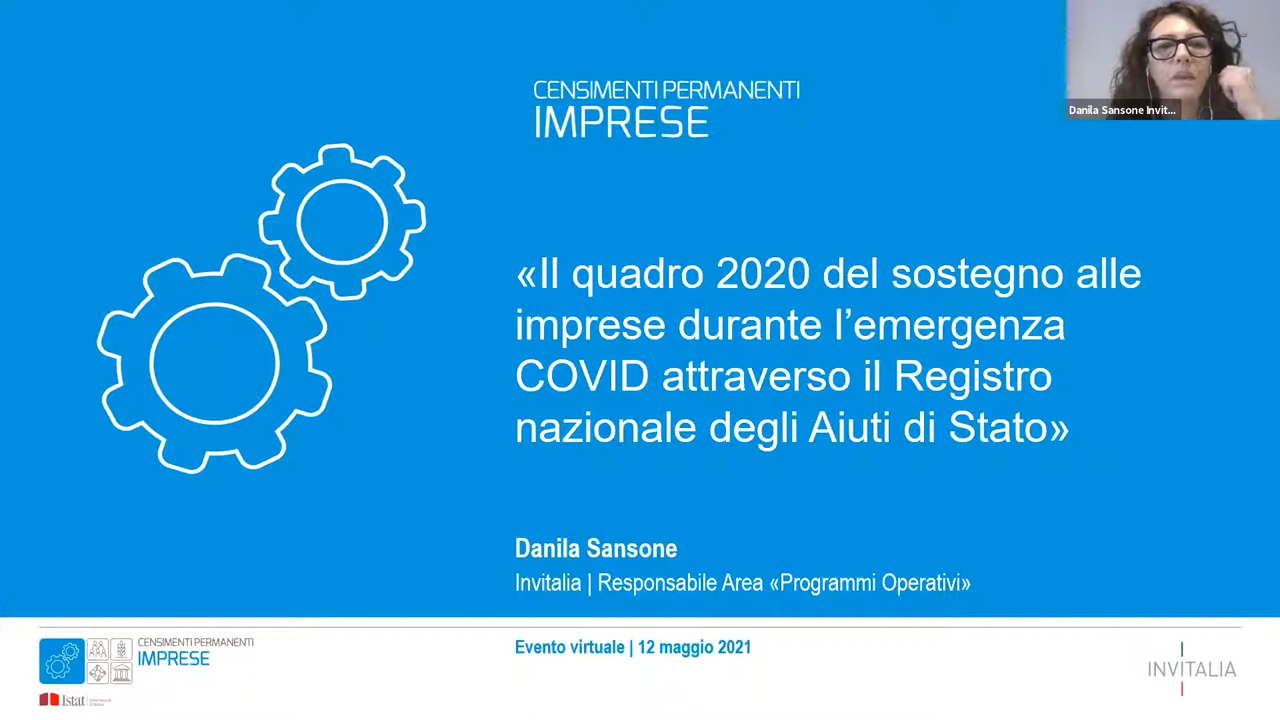 CENSIMENTI PERMANENTI
IMPRESE
Danila Sansone Invit...
«Il quadro 2020 del sostegno alle
imprese durante l’emergenza
COVID attraverso il Registro
nazionale degli Aiuti di Stato»
Danila Sansone
Invitalia | Responsabile Area «Programmi Operativi»
CENSIMENTI PERMANENTI
IMPRESE
Istat
Evento virtuale | 12 maggio 2021
INVITALIA